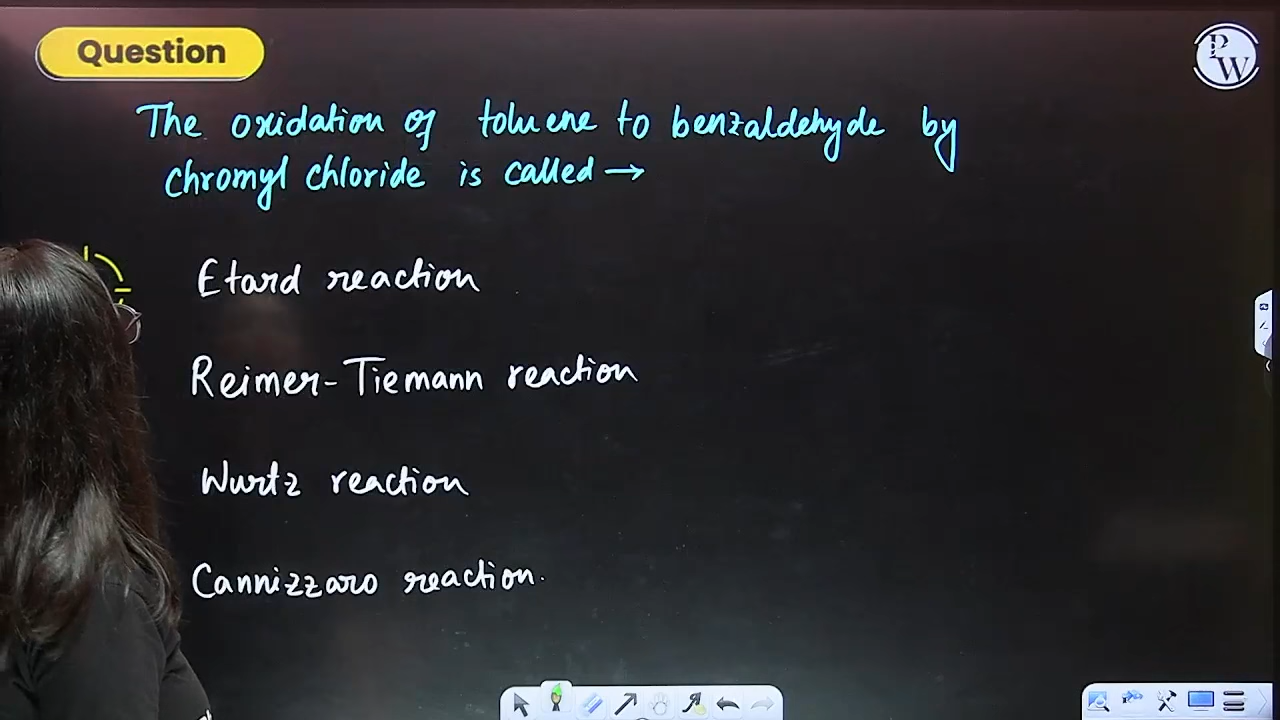 Question
PW
The oxidation of toluene to benzaldehyde by
chromyl chloride is called →
Etard reaction
Reimer-Tiemann reaction
Wurtz reaction
Cannizzaro reaction.